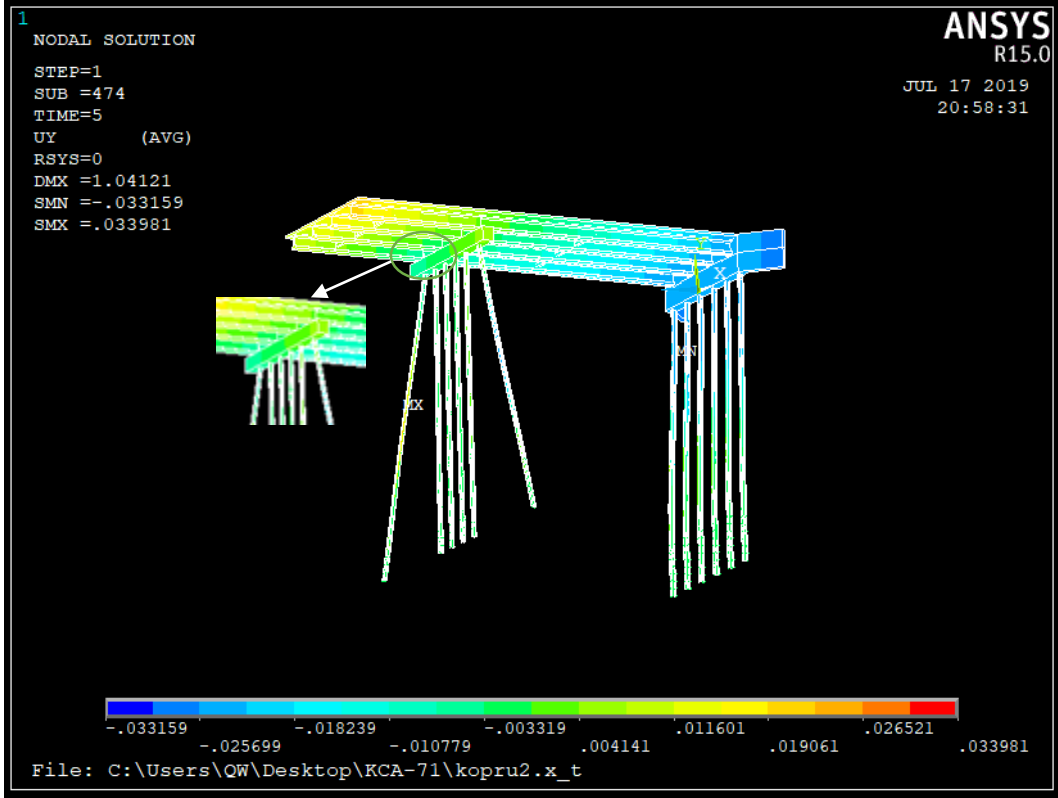 1
NODAL SOLUTION
STEP=1
SUB =474
TIME=5
UY (AVG)
RSYS=0
DMX =1.04121
SMN =-.033159
SMX =.033981
ANSYS
R15.0
JUL 17 2019
20:58:31
Y
X
MN
MX
-.033159 -.018239 -.003319 .011601 .026521
-.025699 -.010779 .004141 .019061 .033981
File: C:\Users\QW\Desktop\KCA-71\kopru2.x_t